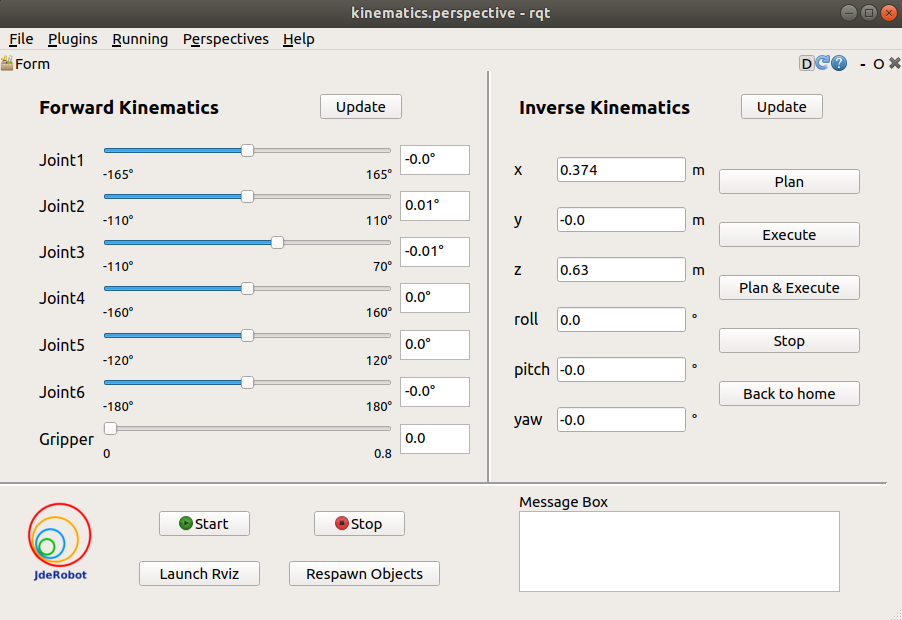 kinematics.perspective - rqt
File Plugins Running Perspectives Help
Form D ? - O
Forward Kinematics Update
Joint1 -0.0°
-165° 165°
Joint2 0.01°
-110° 110°
Joint3 -0.01°
-110° 70°
Joint4 0.0°
-160° 160°
Joint5 0.0°
-120° 120°
Joint6 -0.0°
-180° 180°
Gripper 0.0
0 0.8
Inverse Kinematics Update
x 0.374 m
y -0.0 m
z 0.63 m
roll 0.0 °
pitch -0.0 °
yaw -0.0 °
Plan
Execute
Plan & Execute
Stop
Back to home
JdeRobot
Start Stop
Launch Rviz Respawn Objects
Message Box